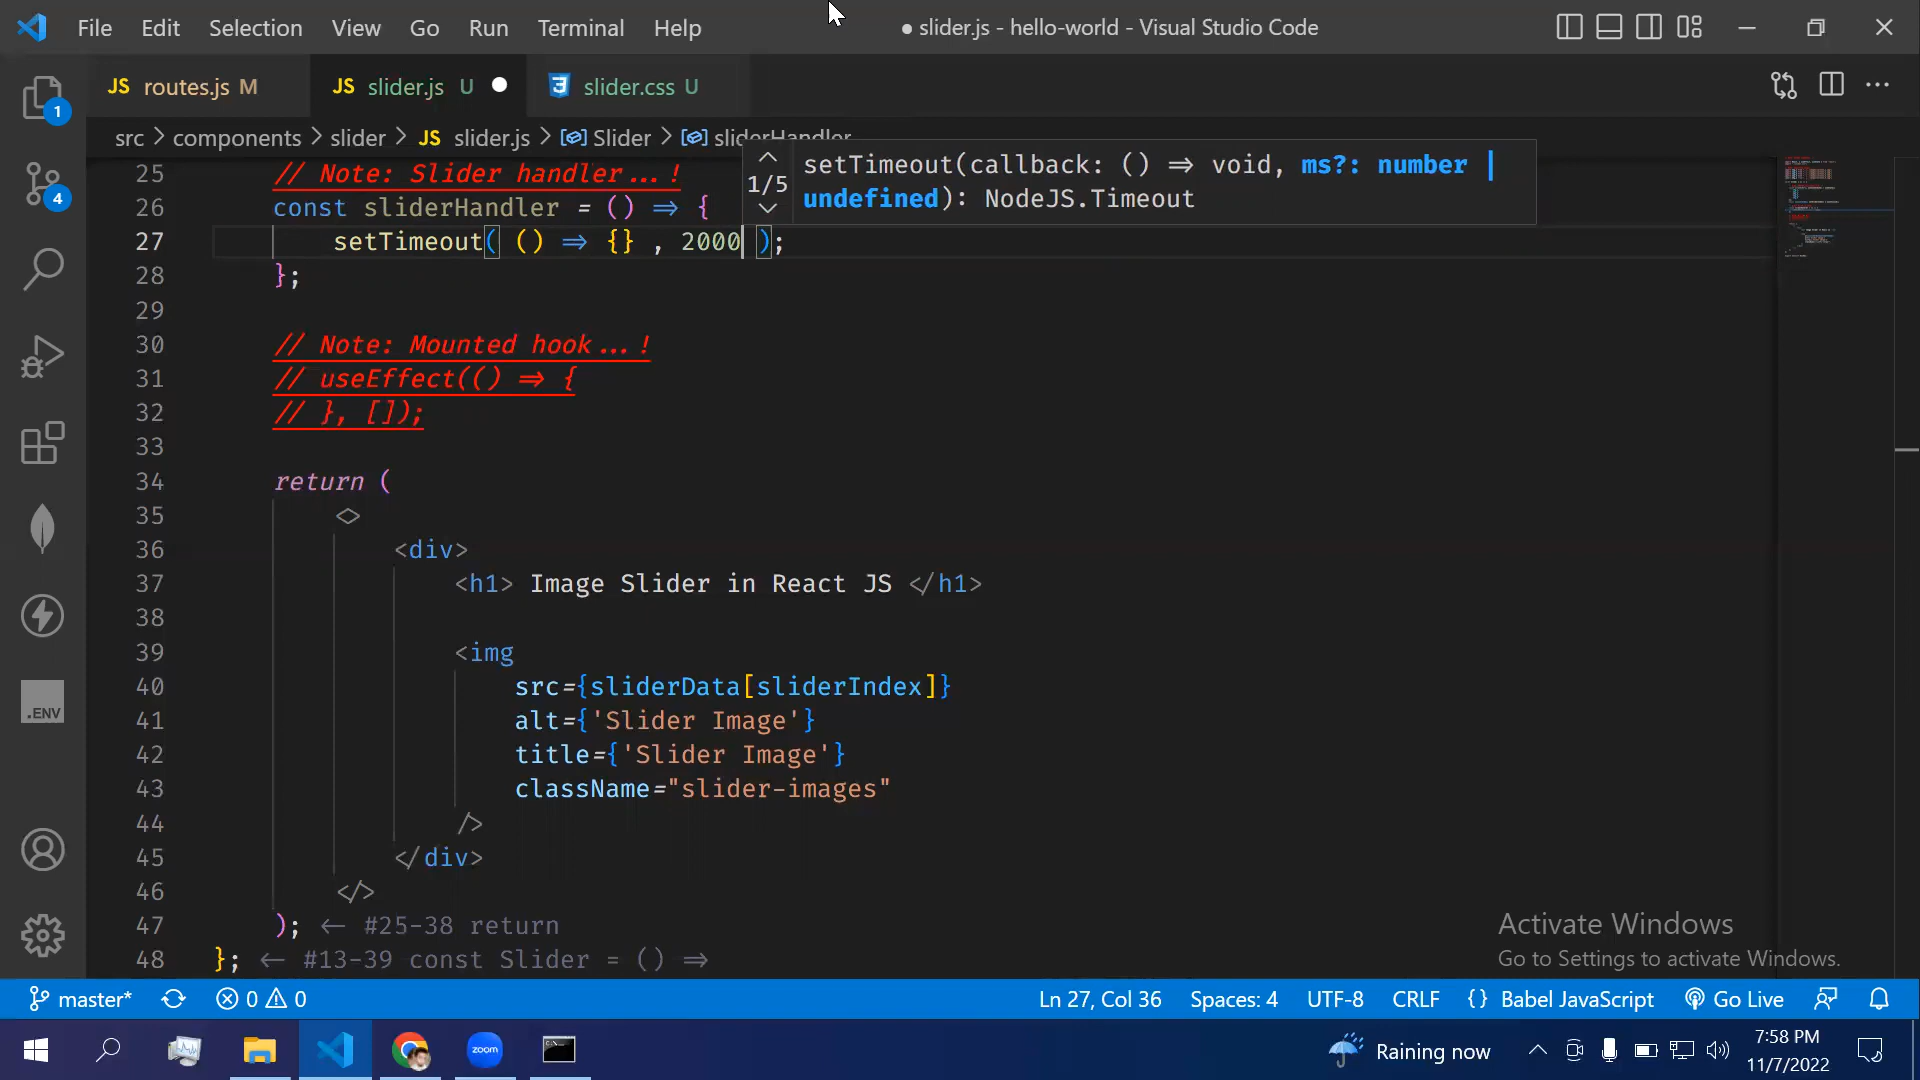 File Edit Selection View Go Run Terminal Help
● slider.js - hello-world - Visual Studio Code
JS routes.js M
JS slider.js U
slider.css U
1
src > components > slider > JS slider.js > Slider > sliderHandler
setTimeout(callback: () => void, ms?: number |
1/5
undefined): NodeJS.Timeout
25 // Note: Slider handler...!
26 const sliderHandler = () => {
27 setTimeout( () => {} , 2000 );
28 };
29
30 // Note: Mounted hook...!
31 // useEffect(() => {
32 // }, []);
33
34 return (
35 <>
36 <div>
37 <h1> Image Slider in React JS </h1>
38
39 <img
40 src={sliderData[sliderIndex]}
41 alt={'Slider Image'}
42 title={'Slider Image'}
43 className="slider-images"
44 />
45 </div>
46 </>
47 ); <- #25-38 return
48 }; <- #13-39 const Slider = () =>
4
.ENV
Activate Windows
Go to Settings to activate Windows.
master* 0 0
Ln 27, Col 36 Spaces: 4 UTF-8 CRLF {} Babel JavaScript Go Live
zoom
Raining now
7:58 PM
11/7/2022